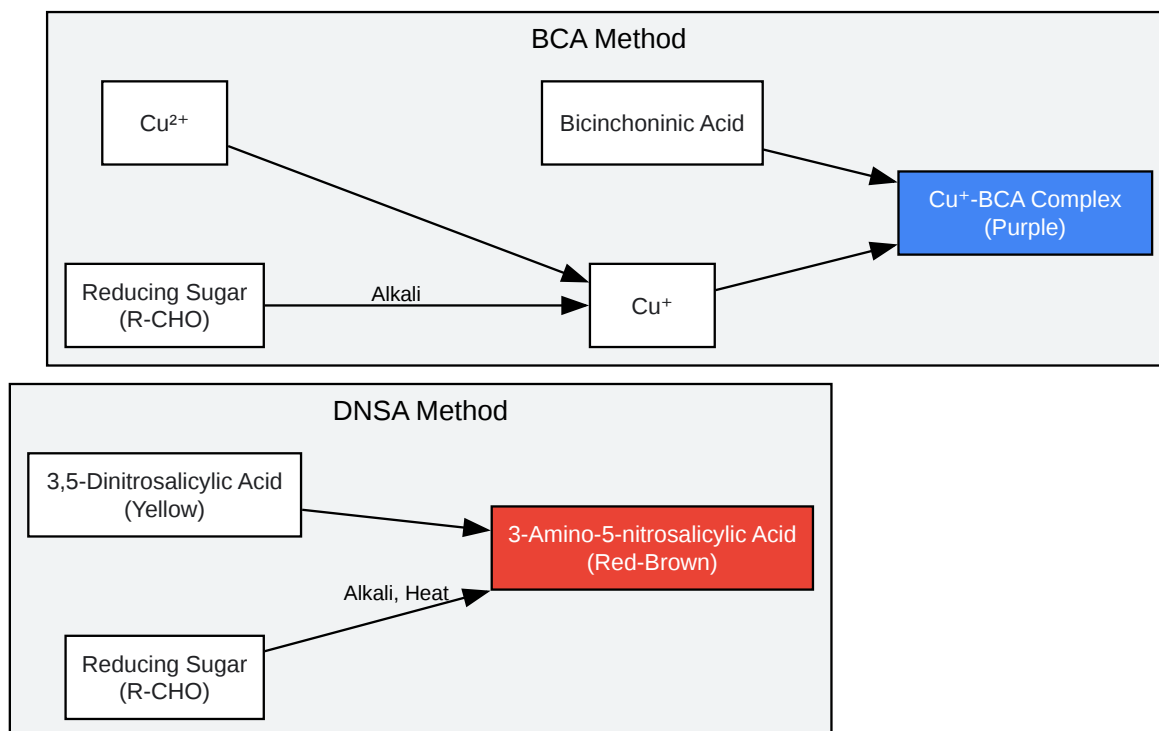 BCA Method
Cu²⁺
Bicinchoninic Acid
Cu⁺-BCA Complex
(Purple)
Reducing Sugar
(R-CHO)
Alkali
Cu⁺
DNSA Method
3,5-Dinitrosalicylic Acid
(Yellow)
3-Amino-5-nitrosalicylic Acid
(Red-Brown)
Alkali, Heat
Reducing Sugar
(R-CHO)